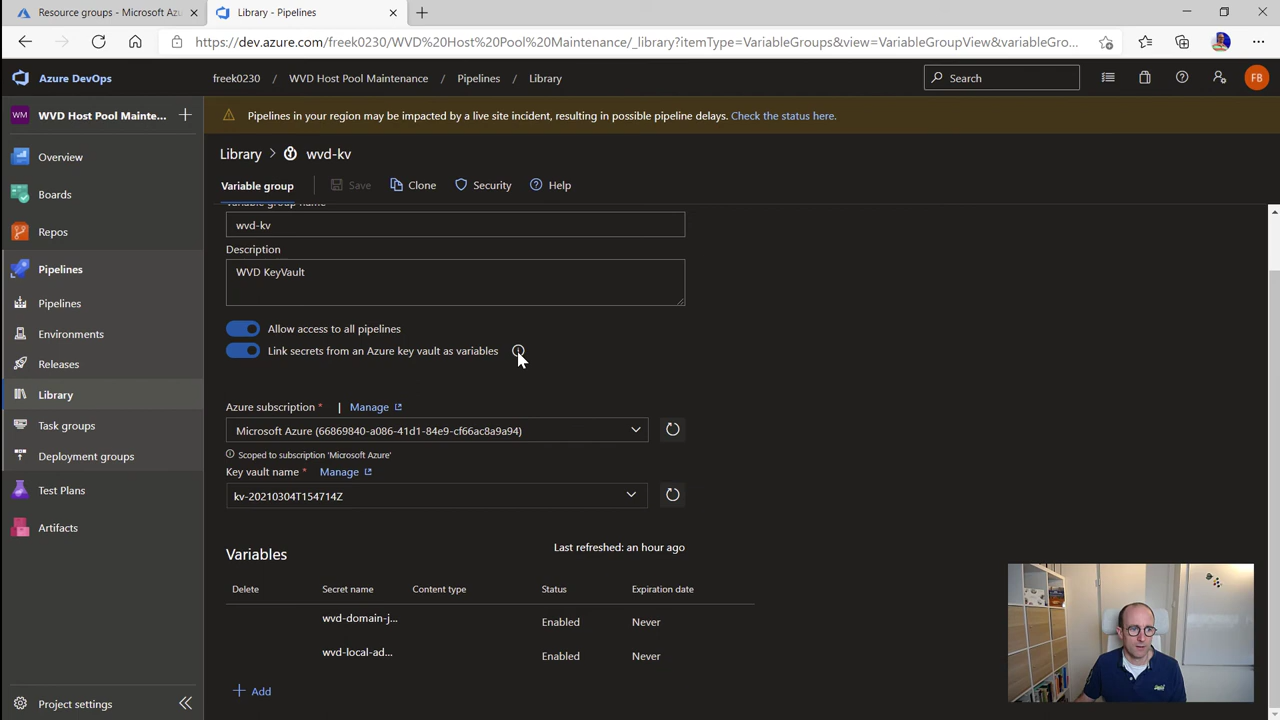 Resource groups - Microsoft Azu
Library - Pipelines
https://dev.azure.com/freek0230/WVD%20Host%20Pool%20Maintenance/_library?itemType=VariableGroups&view=VariableGroupView&variableGro...
Azure DevOps
freek0230 / WVD Host Pool Maintenance / Pipelines / Library
Search
FB
WM
WVD Host Pool Mainte...
Pipelines in your region may be impacted by a live site incident, resulting in possible pipeline delays. Check the status here.
Overview
Boards
Repos
Pipelines
Pipelines
Environments
Releases
Library
Task groups
Deployment groups
Test Plans
Artifacts
Project settings
Library > wvd-kv
Variable group
Save
Clone
Security
Help
Variable group name
wvd-kv
Description
WVD KeyVault
Allow access to all pipelines
Link secrets from an Azure key vault as variables
Azure subscription * | Manage
Microsoft Azure (66869840-a086-41d1-84e9-cf66ac8a9a94)
Scoped to subscription 'Microsoft Azure'
Key vault name * Manage
kv-20210304T154714Z
Variables
Last refreshed: an hour ago
Delete Secret name Content type Status Expiration date
wvd-domain-j... Enabled Never
wvd-local-ad... Enabled Never
Add